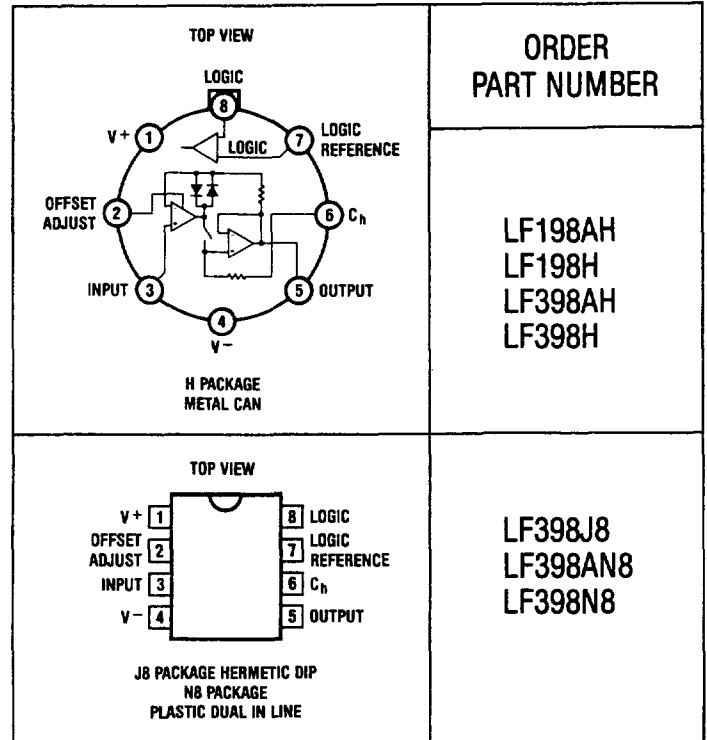 TOP VIEW
ORDER
PART NUMBER
LOGIC
8
V+ 1
LOGIC
7 LOGIC
REFERENCE
OFFSET
ADJUST 2
6 Ch
INPUT 3
5 OUTPUT
4
V−
H PACKAGE
METAL CAN
LF198AH
LF198H
LF398AH
LF398H
TOP VIEW
V+ 1
8 LOGIC
OFFSET
ADJUST 2
7 LOGIC
REFERENCE
INPUT 3
6 Ch
V− 4
5 OUTPUT
J8 PACKAGE HERMETIC DIP
N8 PACKAGE
PLASTIC DUAL IN LINE
LF398J8
LF398AN8
LF398N8